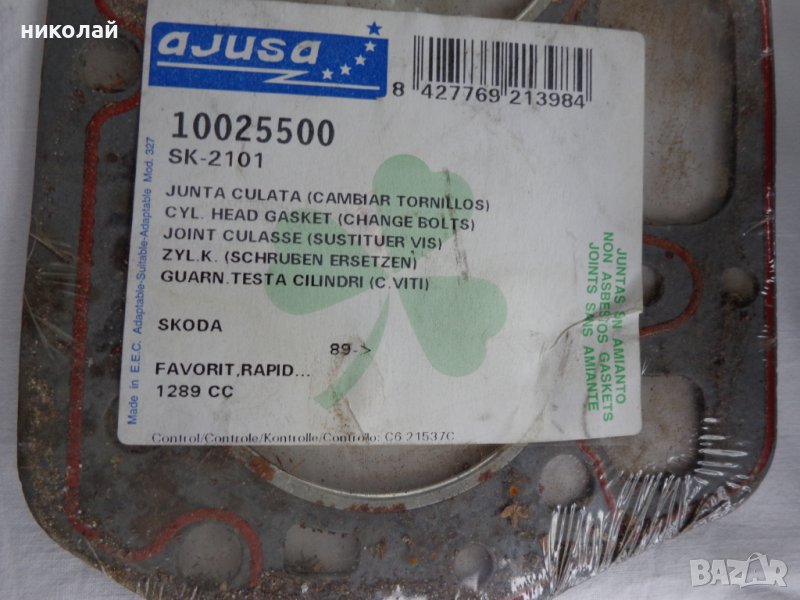 николай
AJUSA
8 427769 213984
10025500
SK-2101
JUNTA CULATA (CAMBIAR TORNILLOS)
CYL. HEAD GASKET (CHANGE BOLTS)
JOINT CULASSE (SUSTITUER VIS)
ZYL.K. (SCHRUBEN ERSETZEN)
GUARN.TESTA CILINDRI (C.VITI)
SKODA
89->
FAVORIT,RAPID...
1289 CC
Control/Controle/Kontrolle/Controllo: C6 21537C
Made in E.E.C. Adaptable-Suitable-Adaptable Mod. 327
JUNTAS SIN AMIANTO
NON ASBESTOS GASKETS
JOINTS SANS AMIANTE
BAZAR